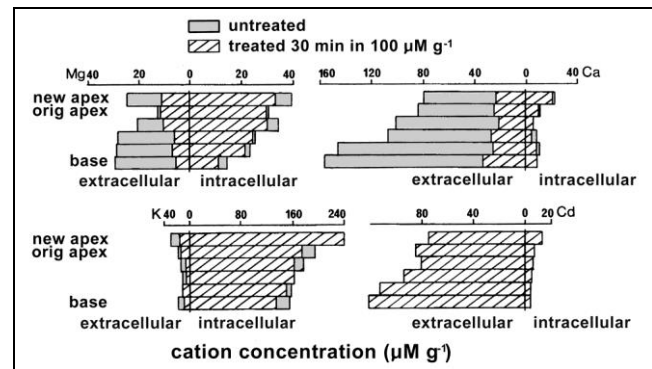 untreated
treated 30 min in 100 µM g⁻¹
Mg 40 20 0 20 40
160 120 80 40 0 40 Ca
new apex
orig apex
base
extracellular intracellular
extracellular intracellular
K 40 0 80 160 240
80 40 0 20 Cd
new apex
orig apex
base
extracellular intracellular
extracellular intracellular
cation concentration (µM g⁻¹)